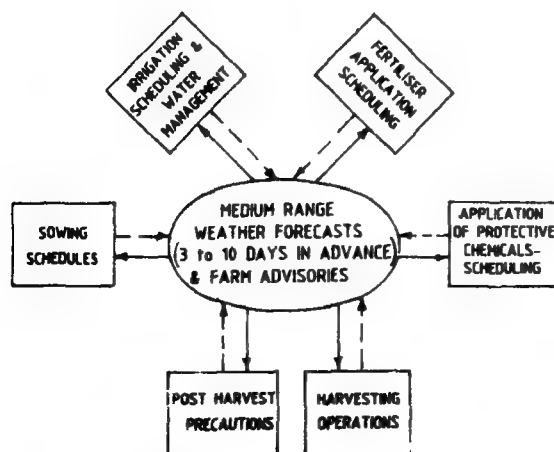 IRRIGATION
SCHEDULING &
WATER
MANAGEMENT
FERTILISER
APPLICATION
SCHEDULING
SOWING
SCHEDULES
MEDIUM RANGE
WEATHER FORECASTS
(3 to 10 DAYS IN ADVANCE)
& FARM ADVISORIES
APPLICATION
OF PROTECTIVE
CHEMICALS-
SCHEDULING
POST HARVEST
PRECAUTIONS
HARVESTING
OPERATIONS